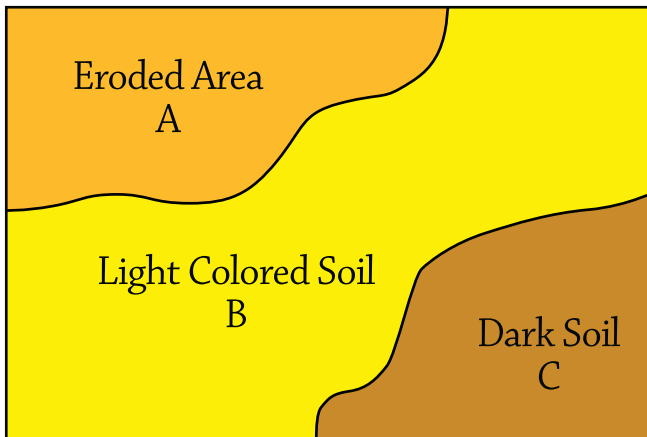 Eroded Area
A
Light Colored Soil
B
Dark Soil
C